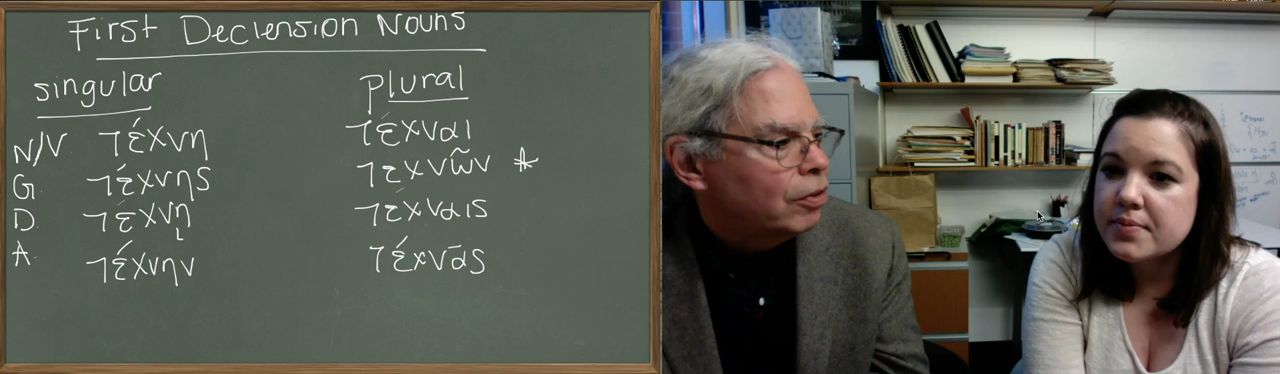 First Declension Nouns
singular plural
N/V τέχνη τέχναι
G τέχνης τεχνῶν *
D. τέχνῃ τέχναις
A. τέχνην τέχνᾱς